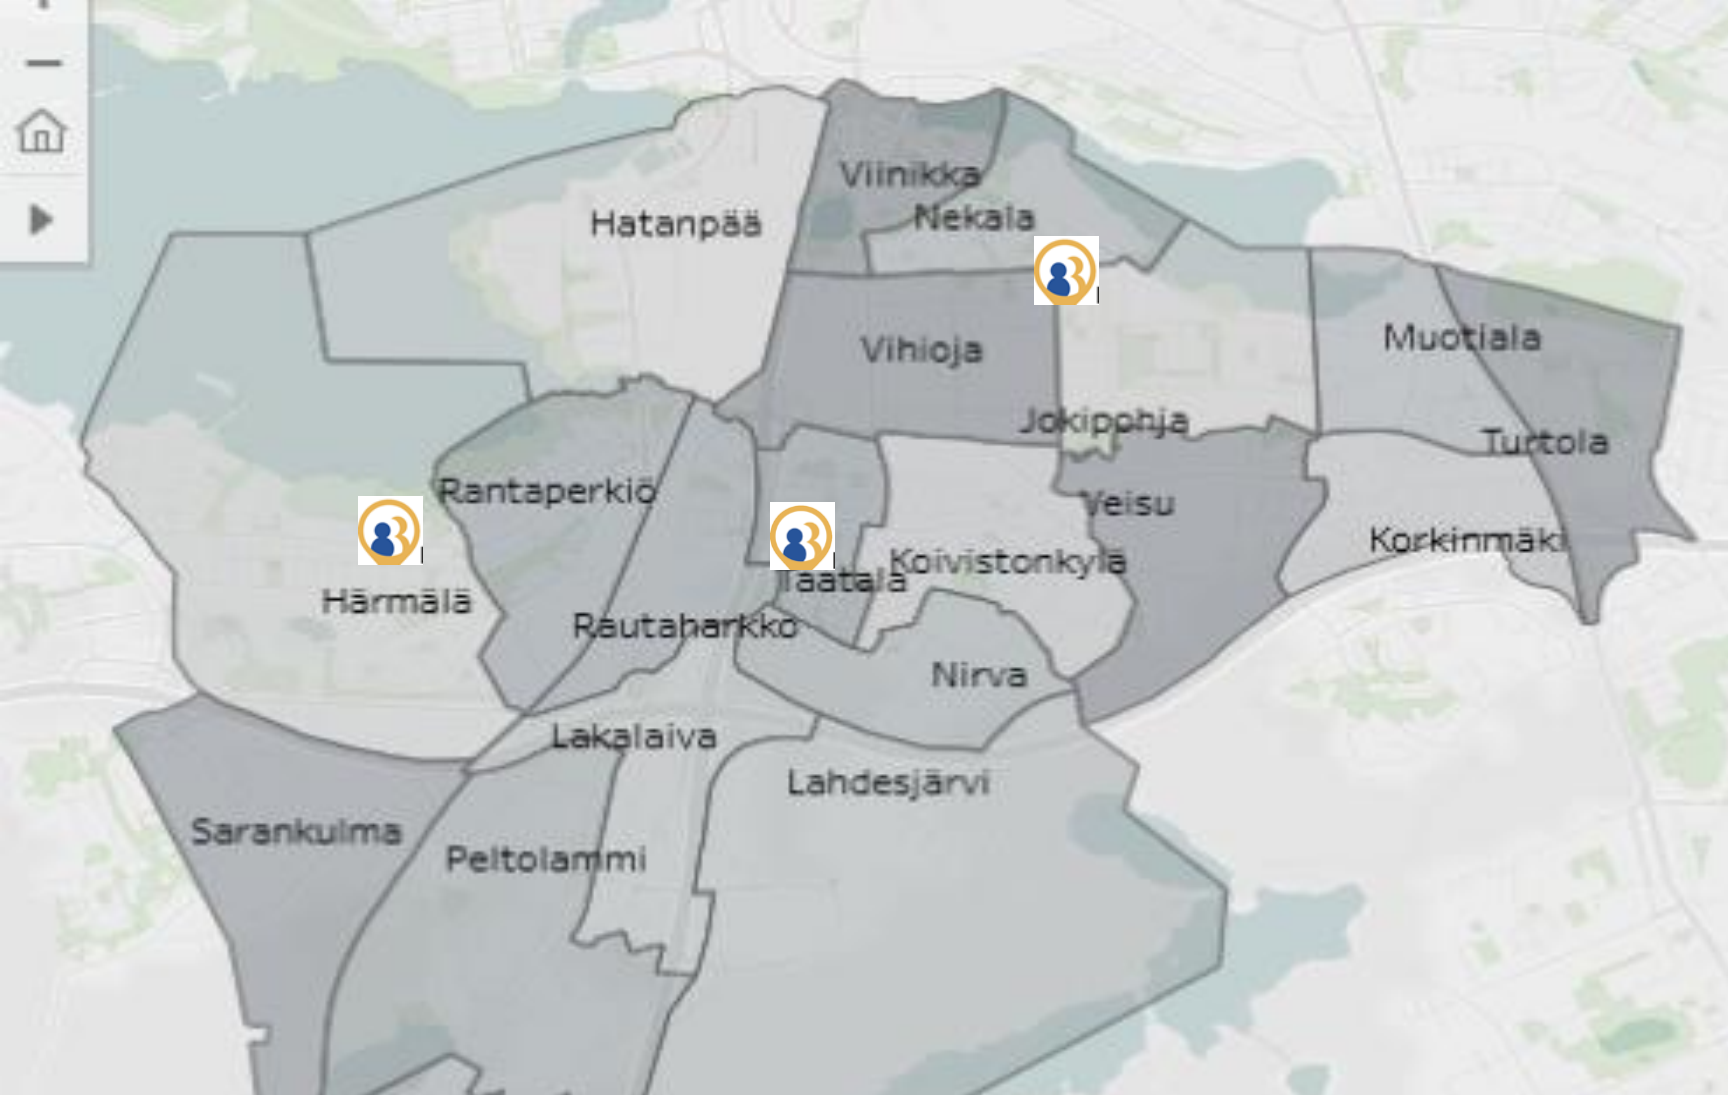 Viinikka
Hatanpää
Nekala
Muotiala
Vihioja
Jokipohja
Turtola
Rantaperkiö
Veisu
Korkinmäki
Koivistonkylä
Taatala
Härmälä
Rautaharkko
Nirva
Lakalaiva
Lahdesjärvi
Sarankulma
Peltolammi